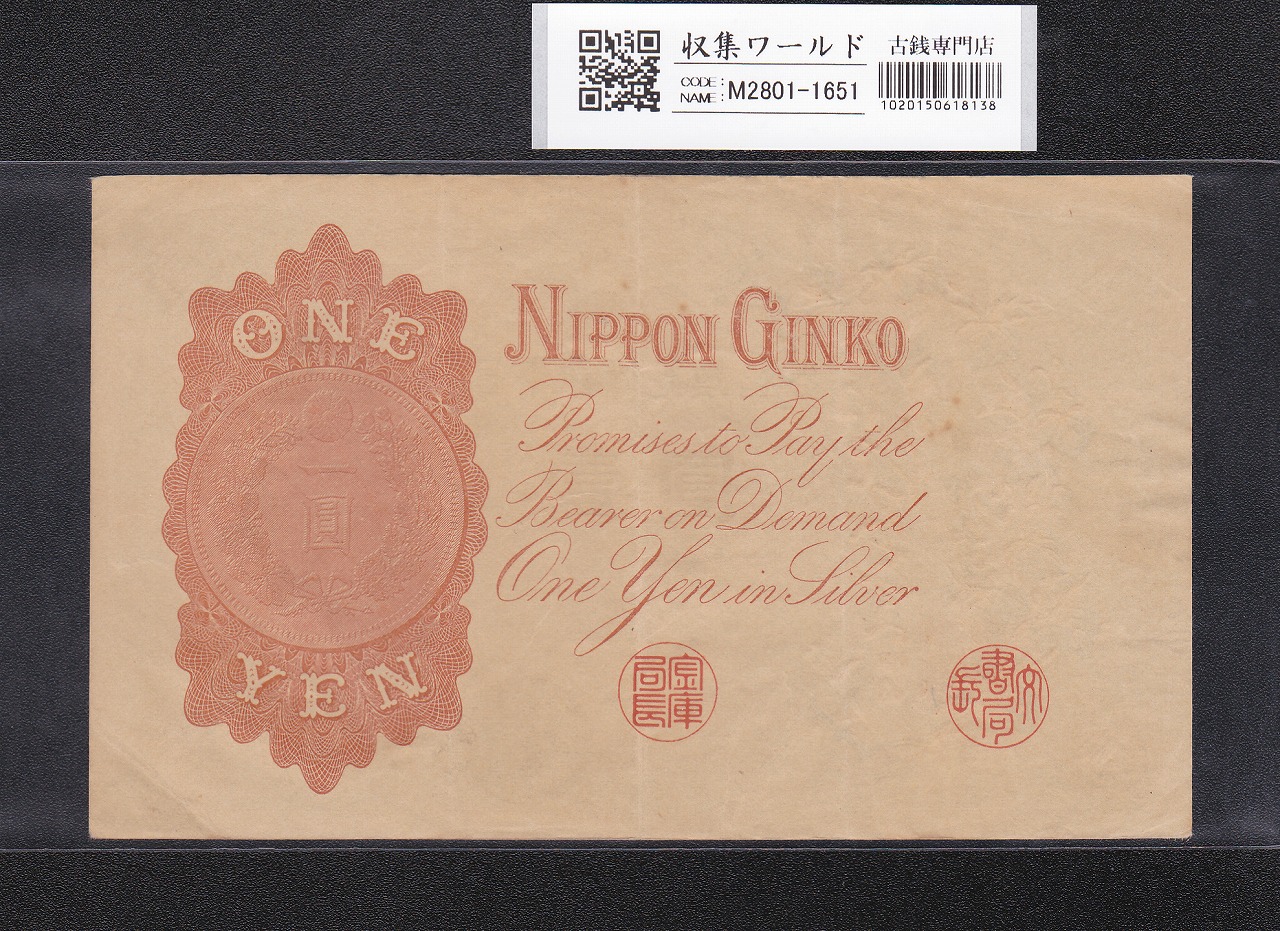 収集ワールド 古銭専門店
CODE:
NAME: M2801-1651
1020150618138
ONE
一
圓
YEN
NIPPON GINKO
Promises to Pay the
Bearer on Demand
One Yen in Silver
金庫局長
文書局長